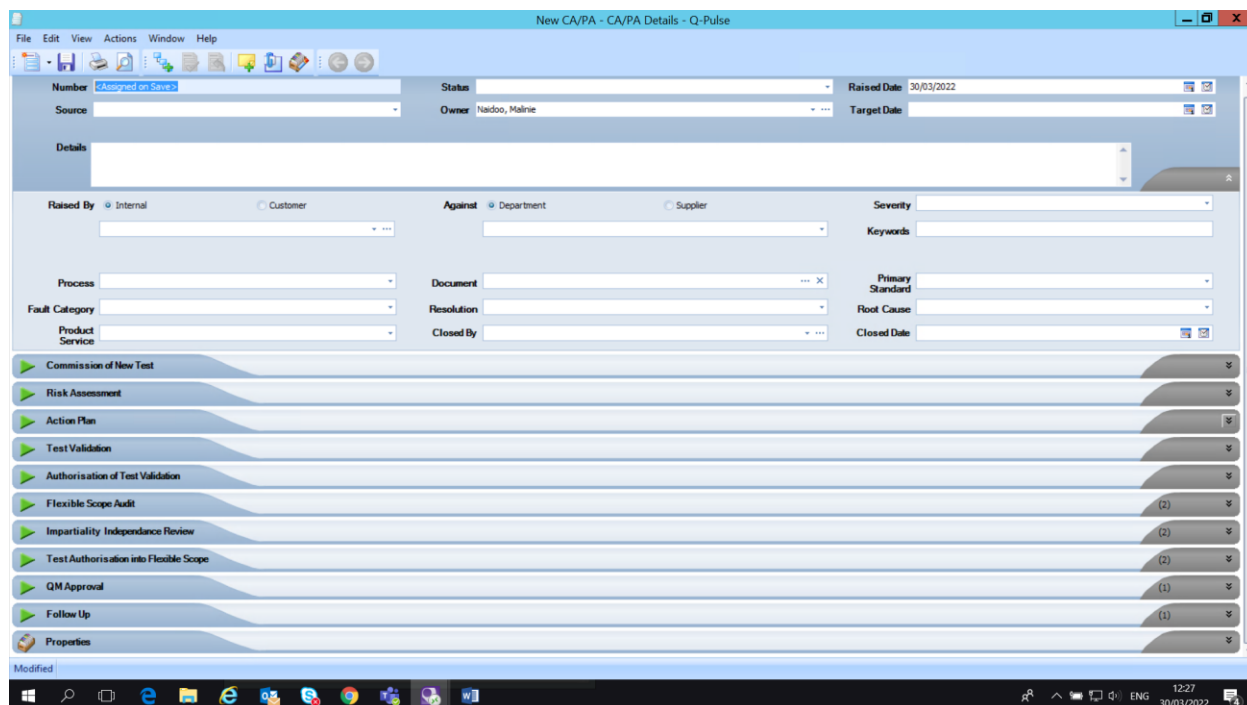 New CA/PA - CA/PA Details - Q-Pulse
File Edit View Actions Window Help
Number <Assigned on Save> Status Raised Date 30/03/2022
Source Owner Naidoo, Malinie Target Date
Details
Raised By Internal Customer Against Department Supplier Severity
Keywords
Process Document Primary Standard
Fault Category Resolution Root Cause
Product Service Closed By Closed Date
Commission of New Test
Risk Assessment
Action Plan
Test Validation
Authorisation of Test Validation
Flexible Scope Audit (2)
Impartiality Independance Review (2)
Test Authorisation into Flexible Scope (2)
QM Approval (1)
Follow Up (1)
Properties
Modified
ENG 12:27
30/03/2022 4